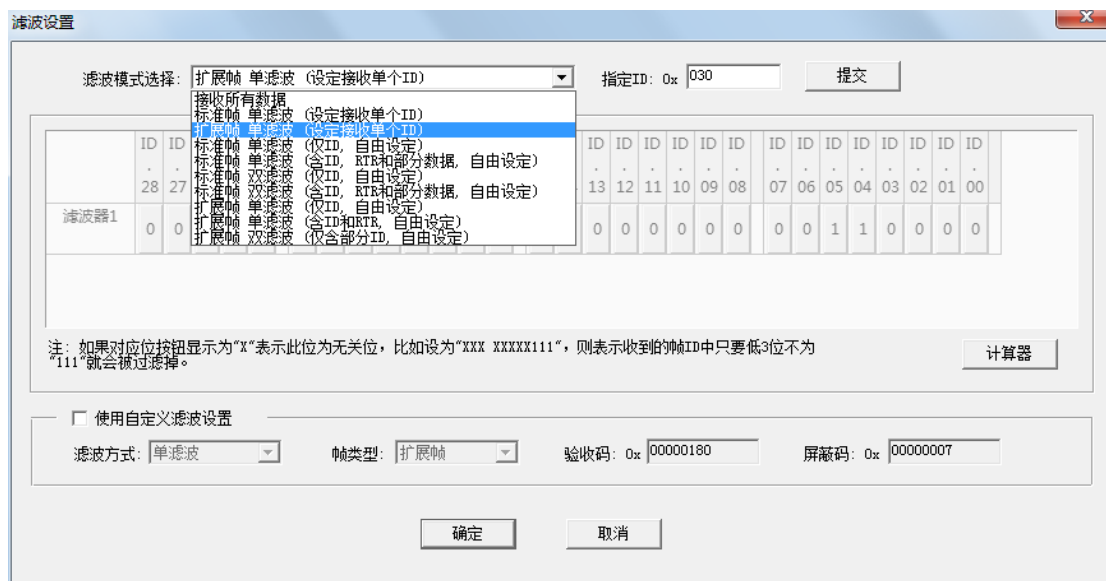 滤波设置
X
滤波模式选择: 扩展帧 单滤波 (设定接收单个ID) 指定ID: 0x 030 提交
接收所有数据
标准帧 单滤波 (设定接收单个ID)
扩展帧 单滤波 (设定接收单个ID)
标准帧 单滤波 (仅ID, 自由设定)
标准帧 单滤波 (含ID, RTR和部分数据, 自由设定)
标准帧 双滤波 (仅ID, 自由设定)
标准帧 双滤波 (含ID, RTR和部分数据, 自由设定)
扩展帧 单滤波 (仅ID, 自由设定)
扩展帧 单滤波 (含ID和RTR, 自由设定)
扩展帧 双滤波 (仅含部分ID, 自由设定)
ID ID ID ID ID ID ID ID ID ID ID ID ID ID ID ID
. . . . . . . . . . . . . . . .
28 27 13 12 11 10 09 08 07 06 05 04 03 02 01 00
滤波器1 0 0 0 0 0 0 0 0 0 0 1 1 0 0 0 0
注: 如果对应位按钮显示为"X"表示此位为无关位，比如设为"XXX XXXXX111"，则表示收到的帧ID中只要低3位不为
"111"就会被过滤掉。
计算器
使用自定义滤波设置
滤波方式: 单滤波 帧类型: 扩展帧 验收码: 0x 00000180 屏蔽码: 0x 00000007
确定 取消